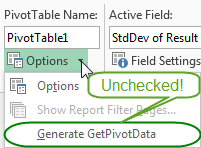 PivotTable Name: Active Field:
PivotTable1 StdDev of Result
Options Field Settings
Options Unchecked!
Show Report Filter Pages...
Generate GetPivotData